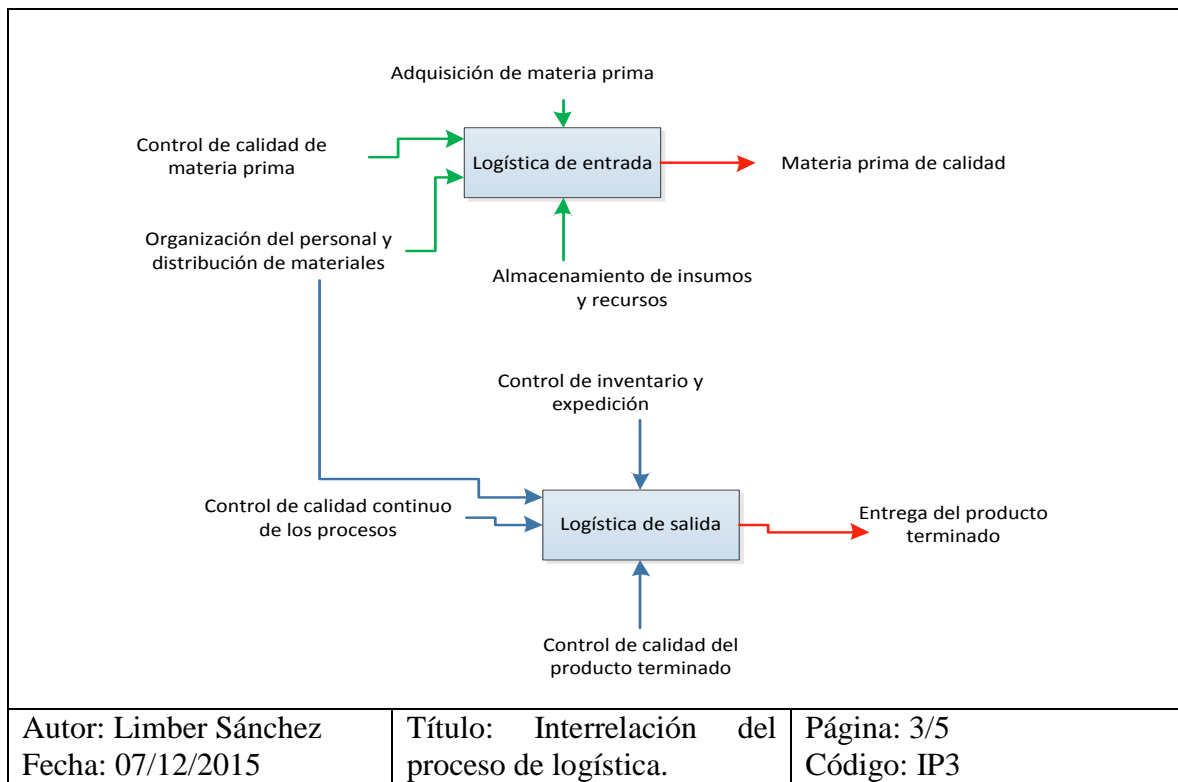 Adquisición de materia prima
Control de calidad de
materia prima
Logística de entrada
Materia prima de calidad
Organización del personal y
distribución de materiales
Almacenamiento de insumos
y recursos
Control de inventario y
expedición
Control de calidad continuo
de los procesos
Logística de salida
Entrega del producto
terminado
Control de calidad del
producto terminado
Autor: Limber Sánchez
Fecha: 07/12/2015
Título: Interrelación del
proceso de logística.
Página: 3/5
Código: IP3